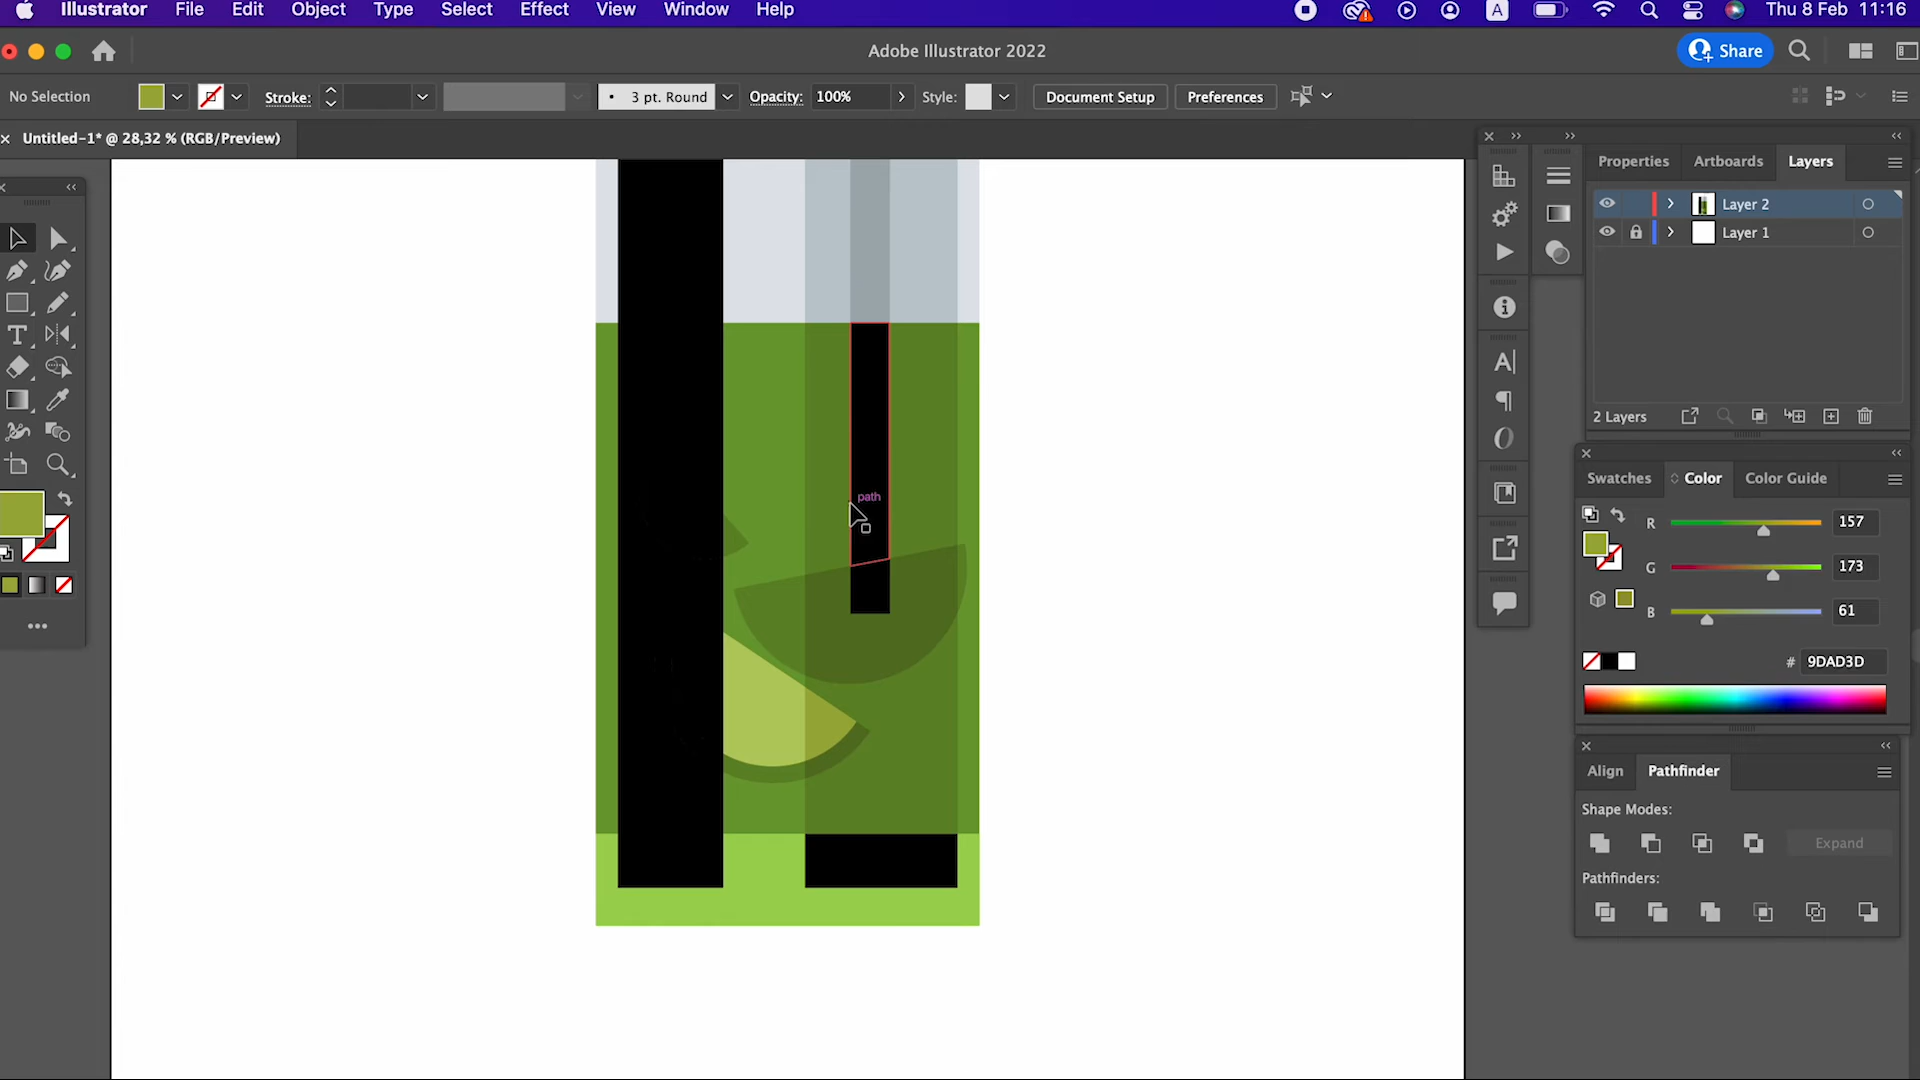 Illustrator File Edit Object Type Select Effect View Window Help A Thu 8 Feb 11:16
Adobe Illustrator 2022
Share
No Selection
Stroke:
3 pt. Round
Opacity: 100%
Style:
Document Setup
Preferences
Untitled-1* @ 28,32 % (RGB/Preview)
Properties Artboards Layers
Layer 2
Layer 1
2 Layers
Swatches Color Color Guide
R 157
G 173
B 61
# 9DAD3D
Align Pathfinder
Shape Modes:
Expand
Pathfinders:
path